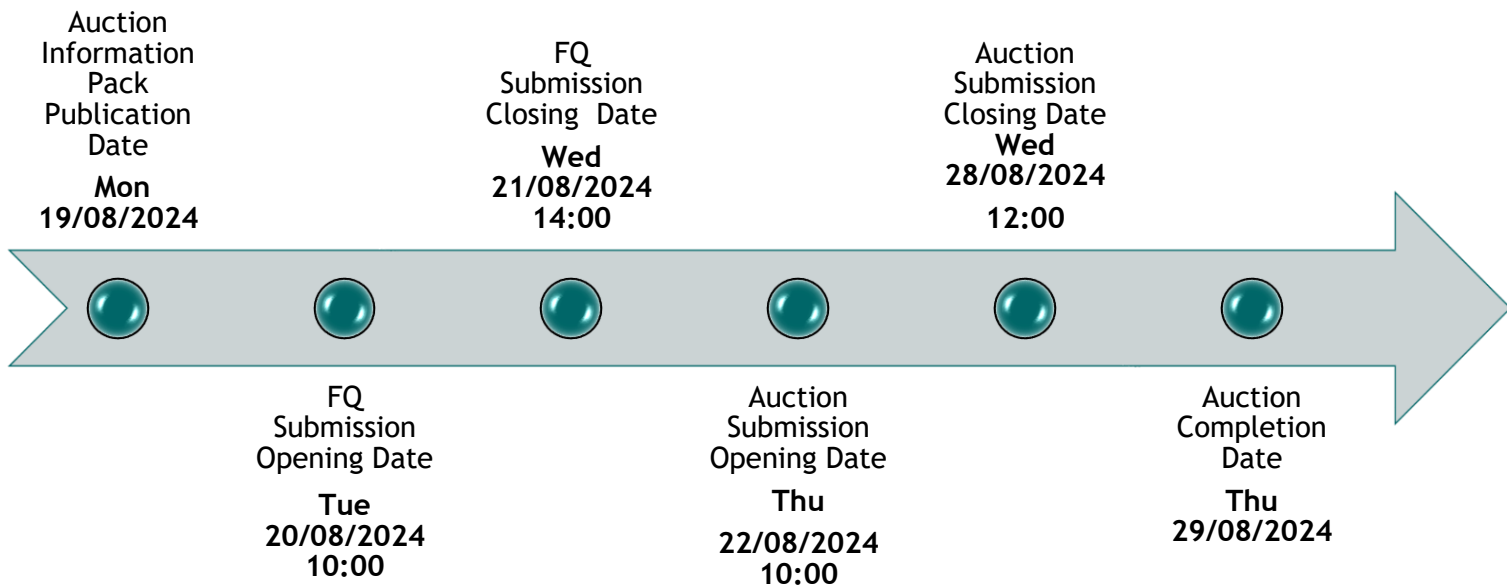 Auction
Information
Pack
Publication
Date
Mon
19/08/2024
FQ
Submission
Opening Date
Tue
20/08/2024
10:00
FQ
Submission
Closing Date
Wed
21/08/2024
14:00
Auction
Submission
Opening Date
Thu
22/08/2024
10:00
Auction
Submission
Closing Date
Wed
28/08/2024
12:00
Auction
Completion
Date
Thu
29/08/2024